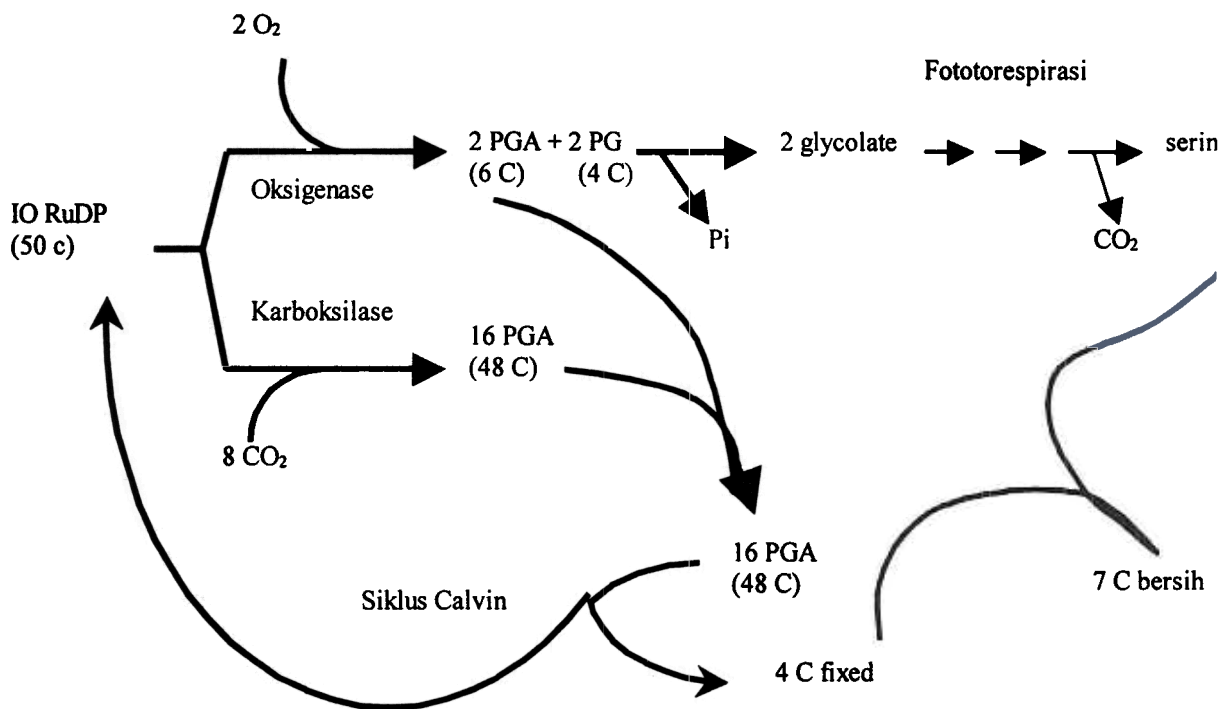 2 O₂
Fototorespirasi
2 PGA + 2 PG
(6 C) (4 C)
2 glycolate
serin
Oksigenase
Pi
CO₂
IO RuDP
(50 c)
Karboksilase
16 PGA
(48 C)
8 CO₂
16 PGA
(48 C)
7 C bersih
Siklus Calvin
4 C fixed